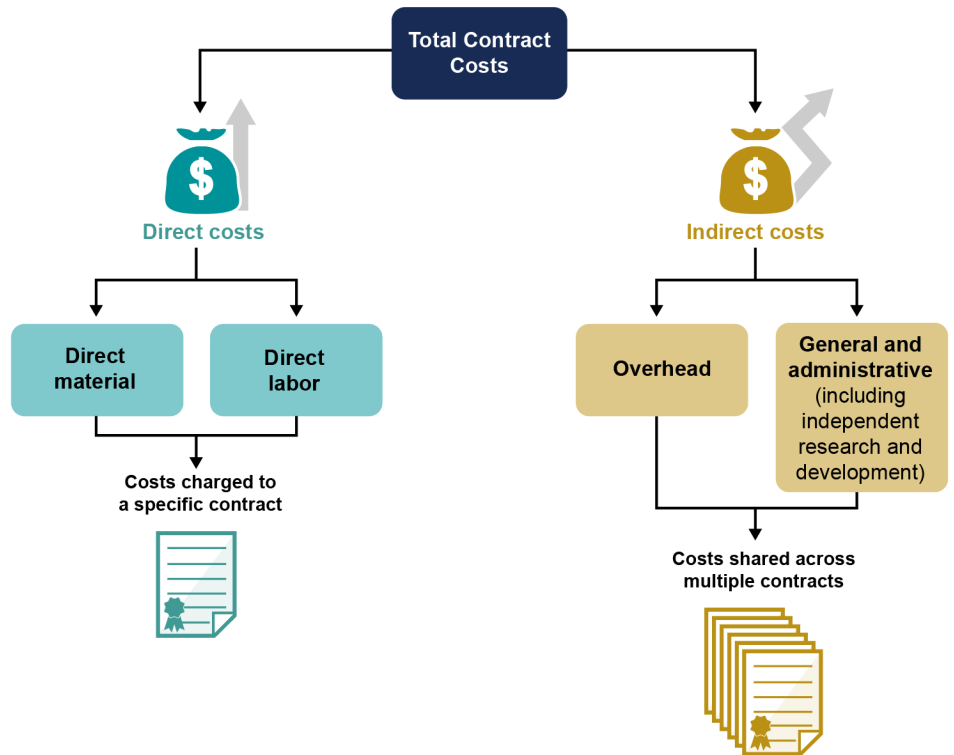 Total Contract
Costs
$
$
Direct costs
Indirect costs
Direct
material
Direct
labor
Overhead
General and
administrative
(including
independent
research and
development)
Costs charged to
a specific contract
Costs shared across
multiple contracts